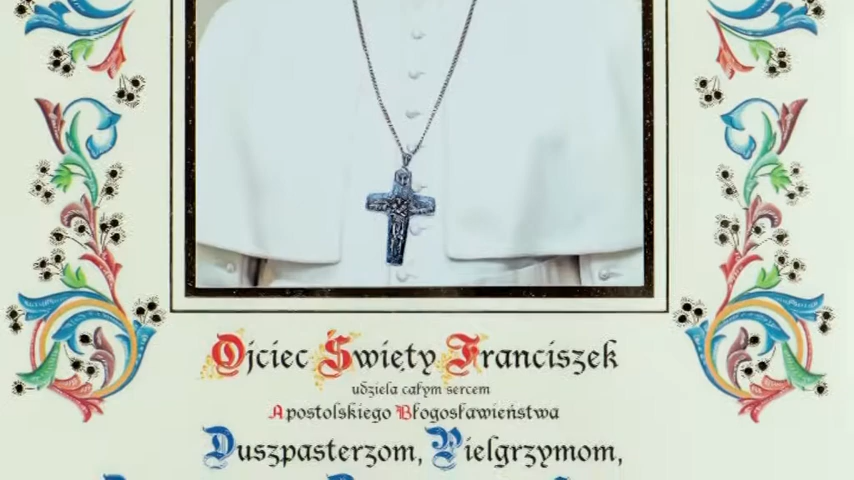 Ojciec Święty Franciszek
udziela całym sercem
Apostolskiego Błogosławieństwa
Duszpasterzom, Pielgrzymom,